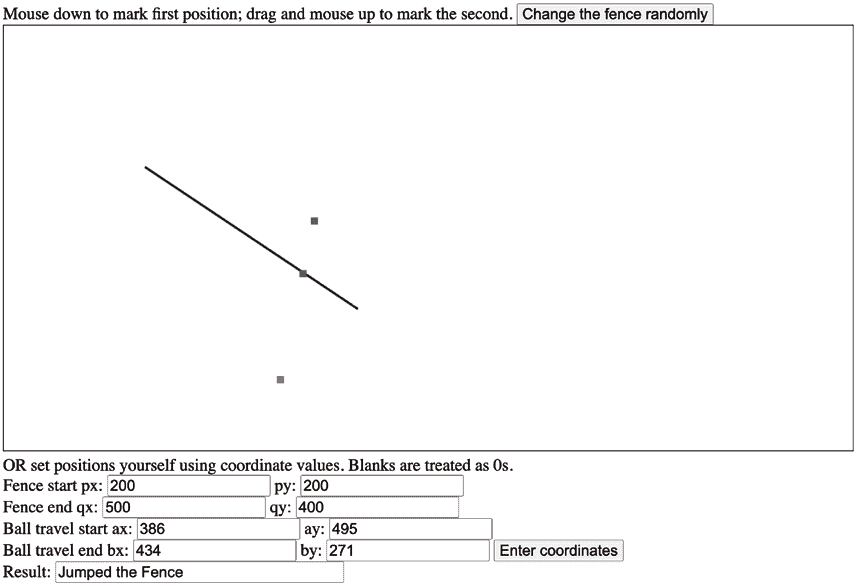 Mouse down to mark first position; drag and mouse up to mark the second. Change the fence randomly
OR set positions yourself using coordinate values. Blanks are treated as 0s.
Fence start px: 200 py: 200
Fence end qx: 500 qy: 400
Ball travel start ax: 386 ay: 495
Ball travel end bx: 434 by: 271 Enter coordinates
Result: Jumped the Fence